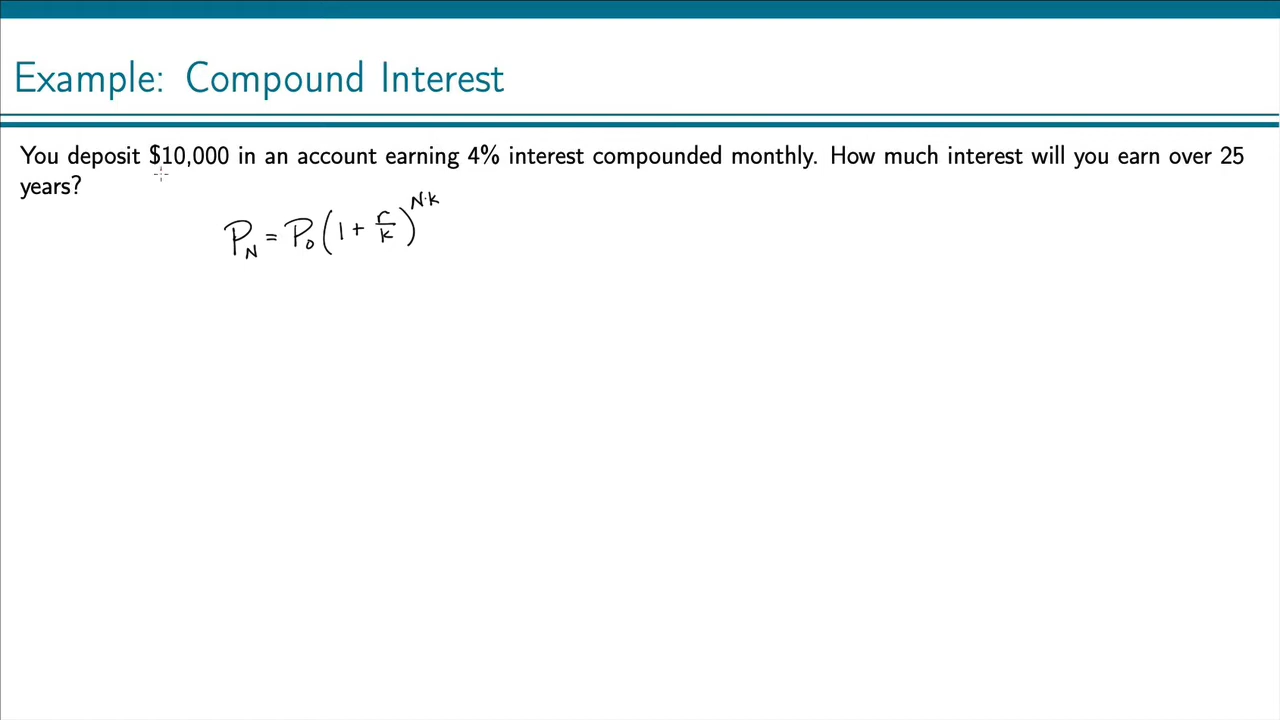 Example: Compound Interest
You deposit $10,000 in an account earning 4% interest compounded monthly. How much interest will you earn over 25
years?
P_N = P_0 (1 + r/k)^{N·k}